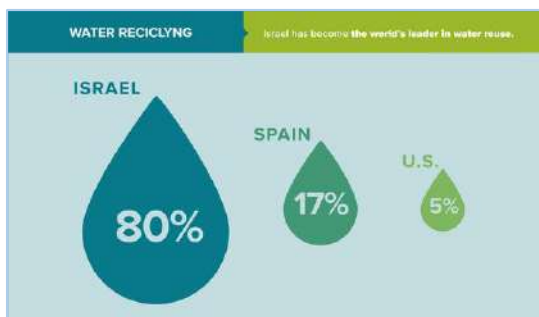 WATER RECICLYNG
Israel has become the world's leader in water reuse.
ISRAEL
80%
SPAIN
17%
U.S.
5%